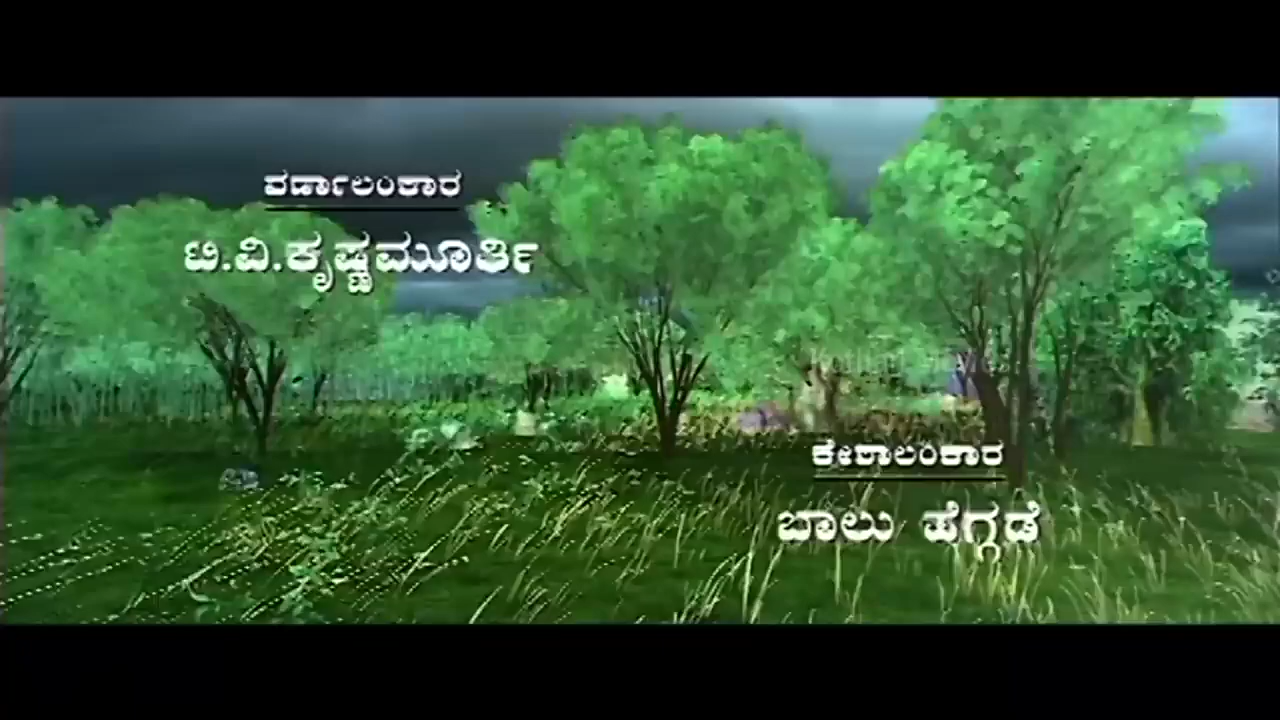 ವರ್ಣಾಲಂಕಾರ
ಟಿ.ವಿ.ಕೃಷ್ಣಮೂರ್ತಿ
ಕೇಶಾಲಂಕಾರ
ಬಾಲು ಹೆಗ್ಗಡೆ